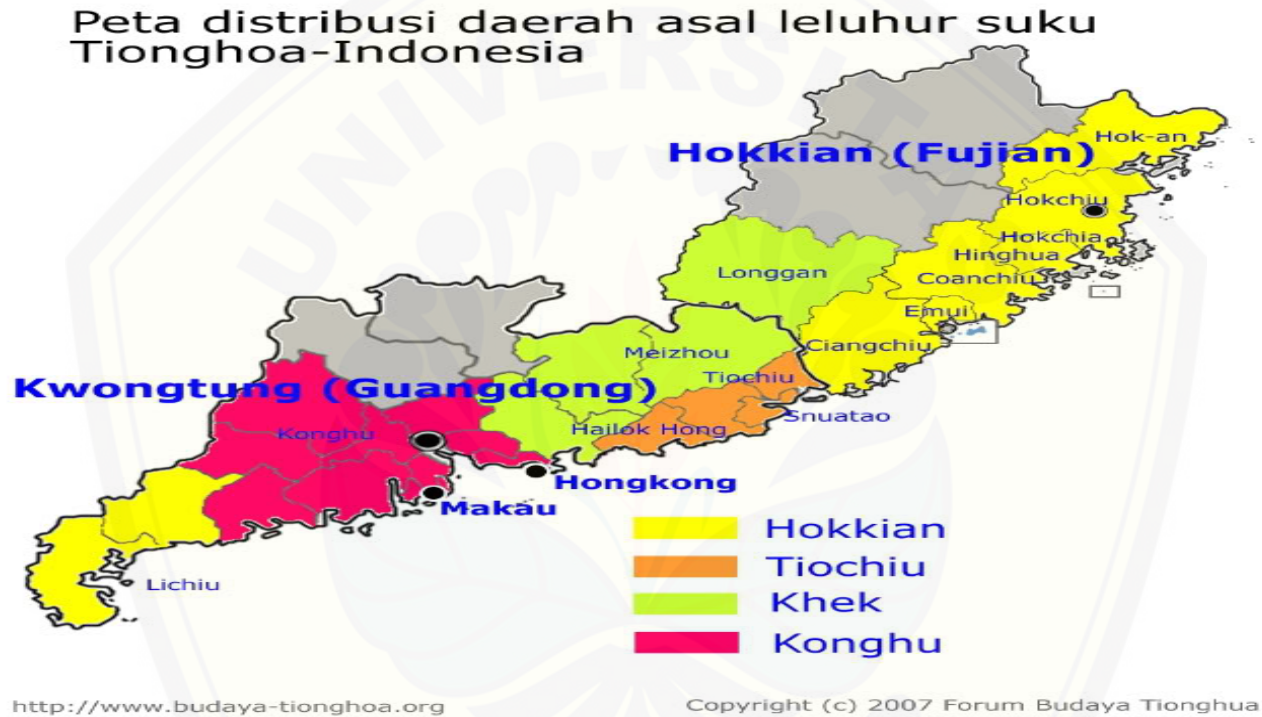 Peta distribusi daerah asal leluhur suku
Tionghoa-Indonesia
UNIVERSITA
Hokkian (Fujian)
Hok-an
Hokchiu
Hokchia
Hinghua
Longgan
Coanchiu
Emui
Ciangchiu
Meizhou
Tiochiu
Kwongtung (Guangdong)
Snuatao
Konghu
Hailok Hong
Hongkong
Makau
Lichiu
Hokkian
Tiochiu
Khek
Konghu
http://www.budaya-tionghoa.org
Copyright (c) 2007 Forum Budaya Tionghua